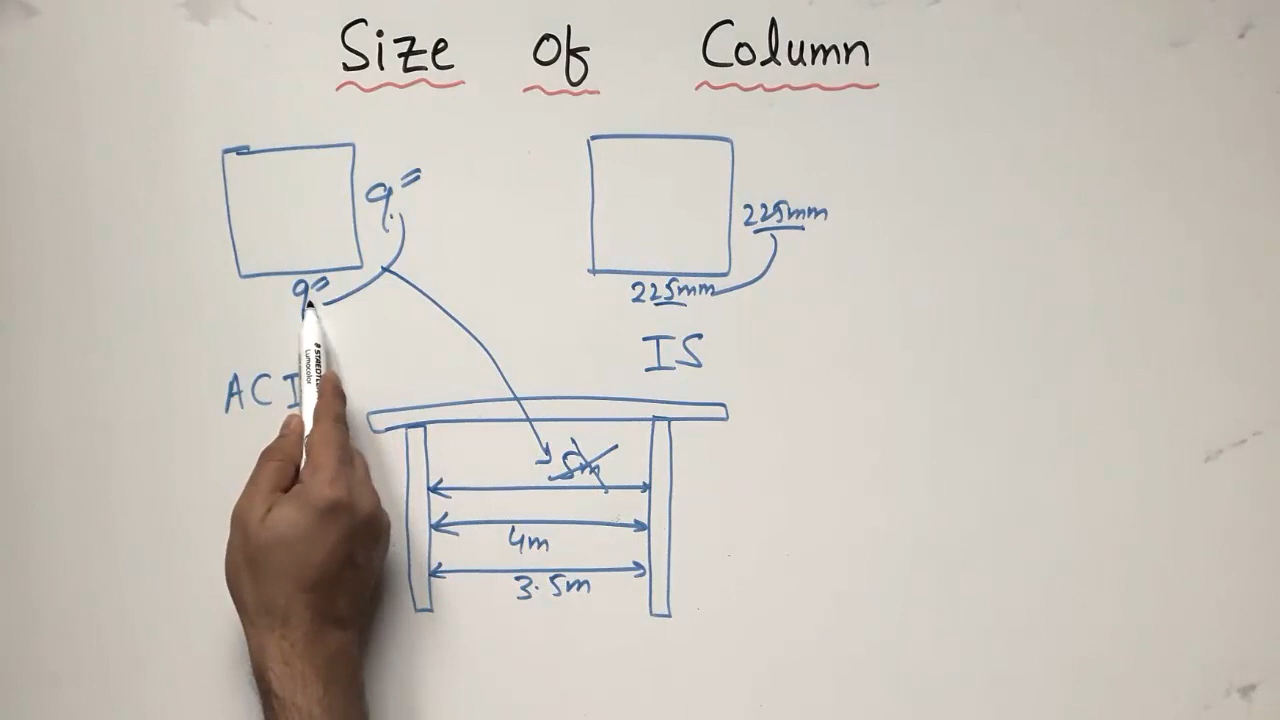 Size of Column
9"
9"
225mm
225mm
ACI
IS
5m
4m
3.5m
STAEDTLER
Lumocolor